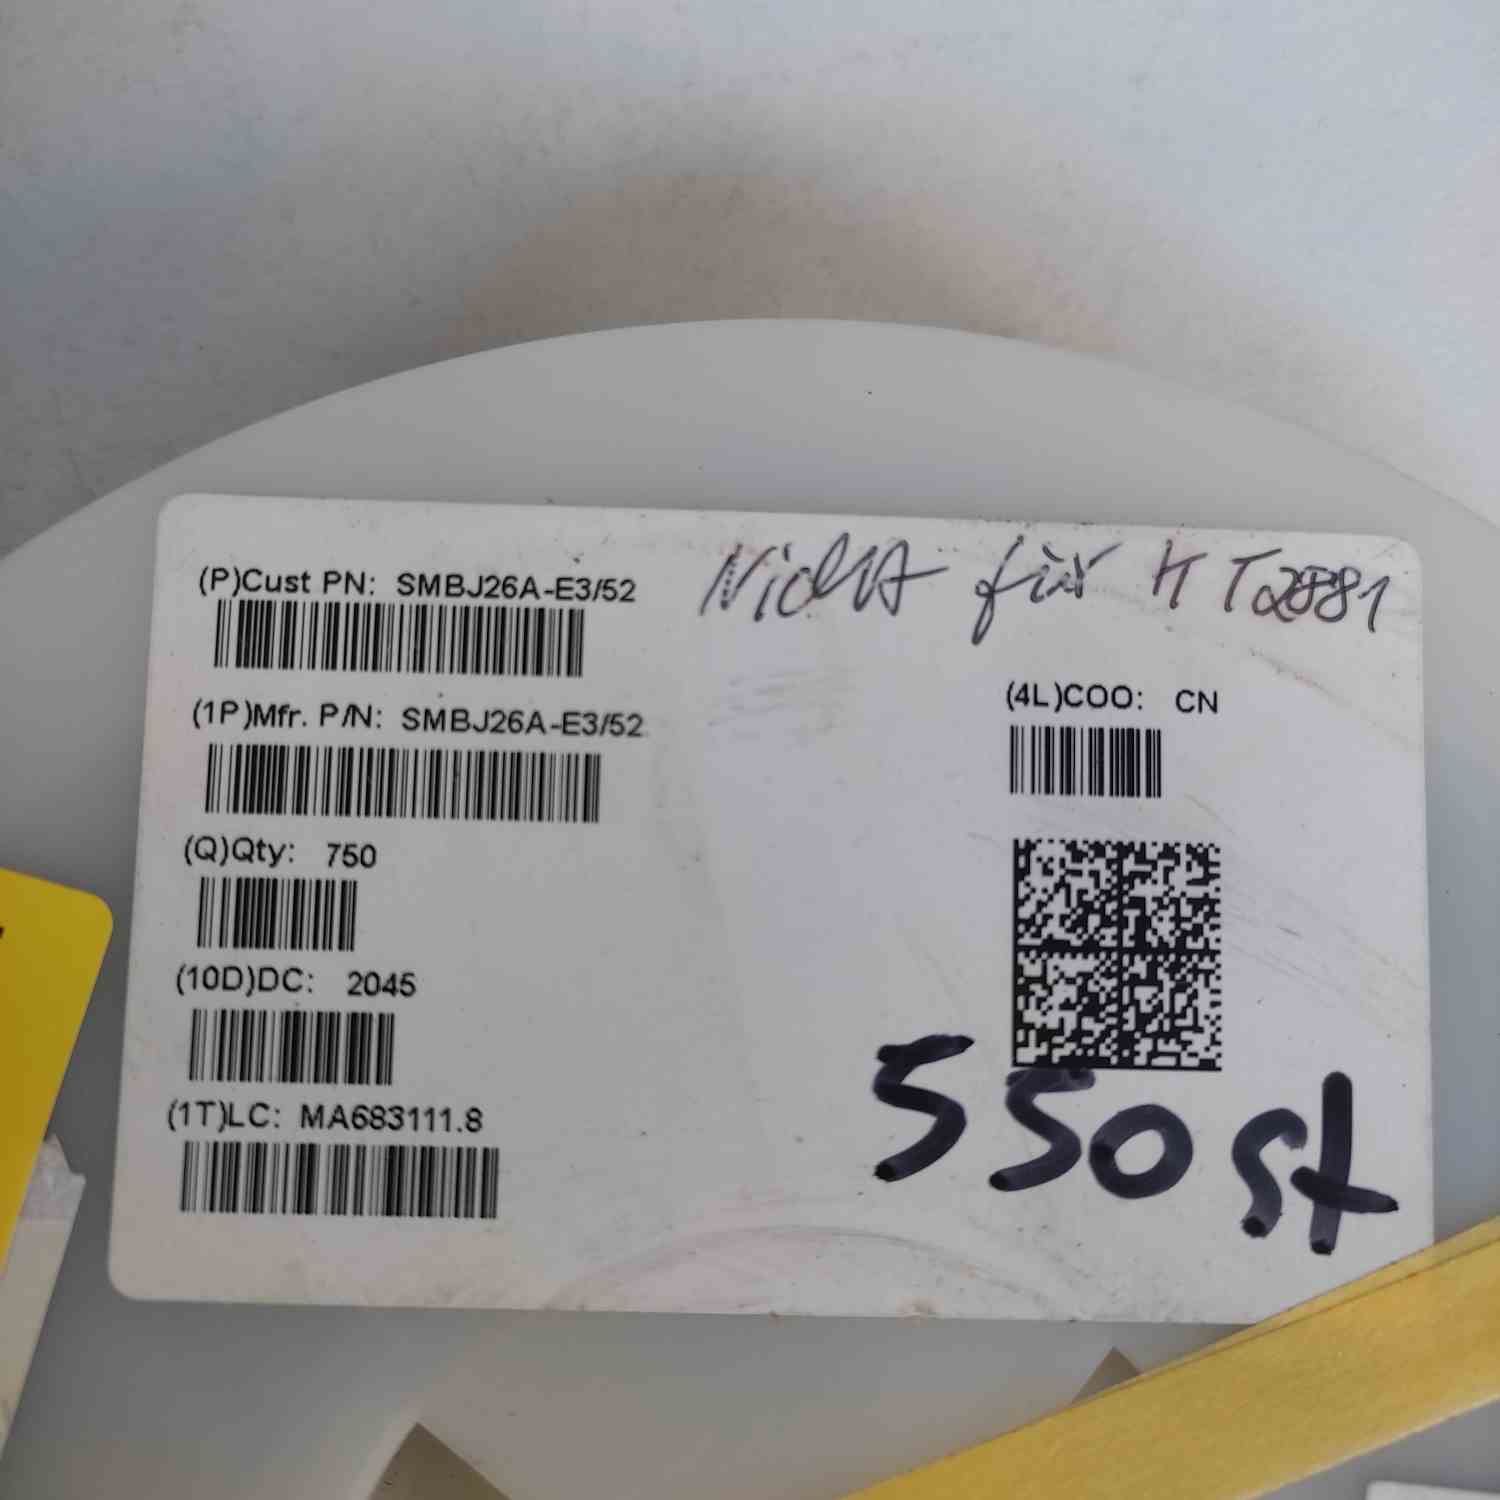 (P)Cust PN: SMBJ26A-E3/52
Nicht für HT2881
(1P)Mfr. P/N: SMBJ26A-E3/52
(4L)COO: CN
(Q)Qty: 750
(10D)DC: 2045
(1T)LC: MA683111.8
550 st